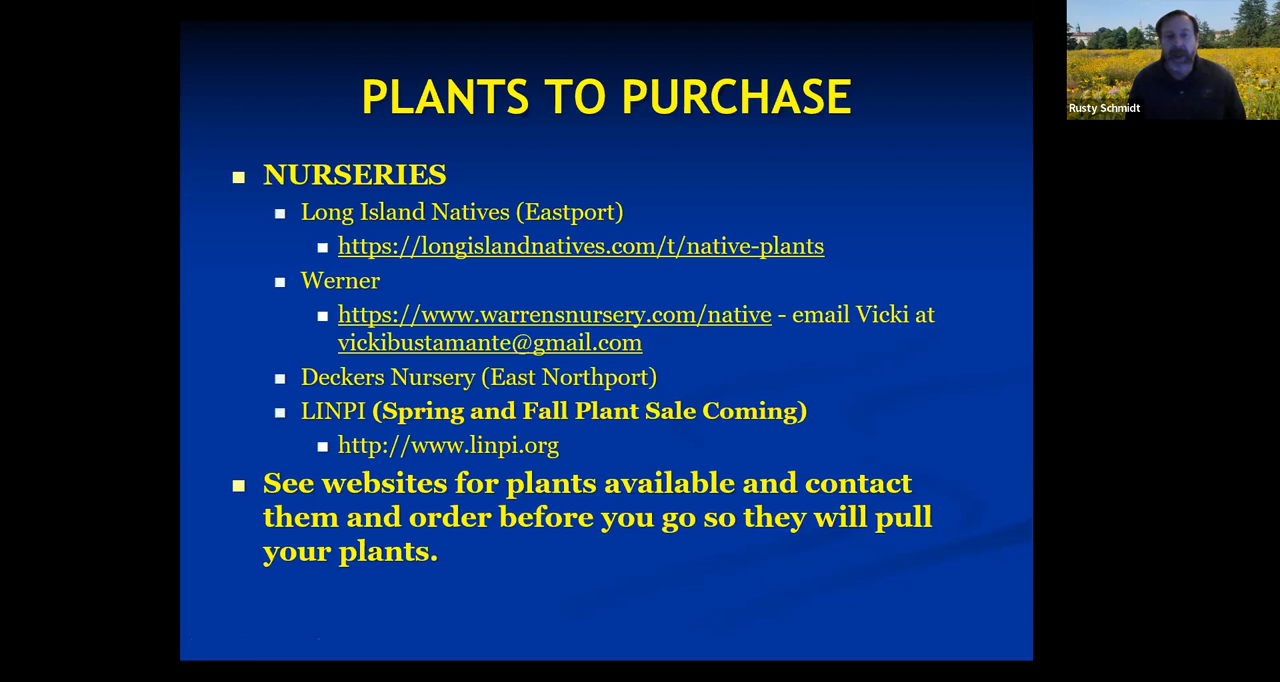 PLANTS TO PURCHASE
NURSERIES
Long Island Natives (Eastport)
https://longislandnatives.com/t/native-plants
Werner
https://www.warrensnursery.com/native - email Vicki at
vickibustamante@gmail.com
Deckers Nursery (East Northport)
LINPI (Spring and Fall Plant Sale Coming)
http://www.linpi.org
See websites for plants available and contact
them and order before you go so they will pull
your plants.
Rusty Schmidt